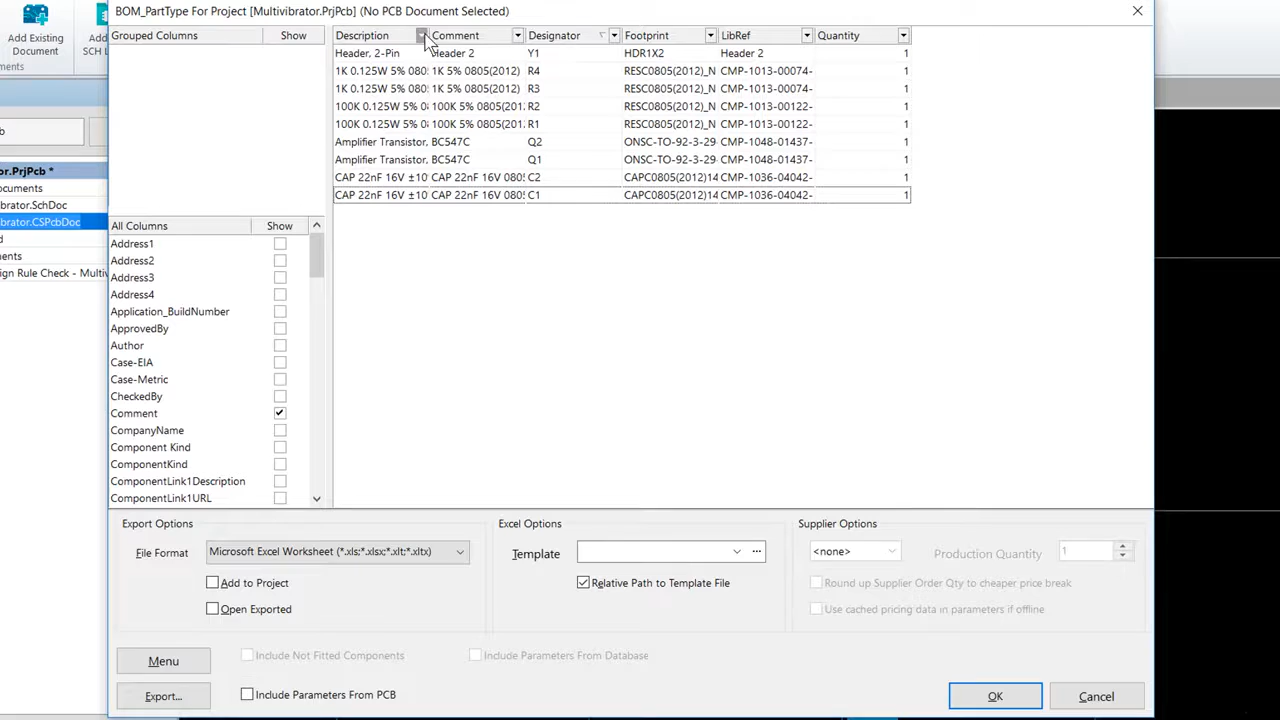 BOM_PartType For Project [Multivibrator.PrjPcb] (No PCB Document Selected)
Add Existing
Document
Add
SCH L
ments
b
or.PrjPcb *
ocuments
orator.SchDoc
ibrator.CSPcbDoc
d
ments
ign Rule Check - Multiv
Grouped Columns Show
Description Comment Designator Footprint LibRef Quantity
Header, 2-Pin Header 2 Y1 HDR1X2 Header 2 1
1K 0.125W 5% 080 1K 5% 0805(2012) R4 RESC0805(2012)_N CMP-1013-00074- 1
1K 0.125W 5% 080 1K 5% 0805(2012) R3 RESC0805(2012)_N CMP-1013-00074- 1
100K 0.125W 5% 0 100K 5% 0805(201 R2 RESC0805(2012)_N CMP-1013-00122- 1
100K 0.125W 5% 0 100K 5% 0805(201 R1 RESC0805(2012)_N CMP-1013-00122- 1
Amplifier Transistor, BC547C Q2 ONSC-TO-92-3-29 CMP-1048-01437- 1
Amplifier Transistor, BC547C Q1 ONSC-TO-92-3-29 CMP-1048-01437- 1
CAP 22nF 16V ±10 CAP 22nF 16V 080 C2 CAPC0805(2012)14 CMP-1036-04042- 1
CAP 22nF 16V ±10 CAP 22nF 16V 080 C1 CAPC0805(2012)14 CMP-1036-04042- 1
All Columns Show
Address1
Address2
Address3
Address4
Application_BuildNumber
ApprovedBy
Author
Case-EIA
Case-Metric
CheckedBy
Comment
CompanyName
Component Kind
ComponentKind
ComponentLink1Description
ComponentLink1URL
Export Options
File Format Microsoft Excel Worksheet (*.xls;*.xlsx;*.xlt;*.xltx)
Add to Project
Open Exported
Excel Options
Template ...
Relative Path to Template File
Supplier Options
<none> Production Quantity 1
Round up Supplier Order Qty to cheaper price break
Use cached pricing data in parameters if offline
Menu Include Not Fitted Components Include Parameters From Database
Export... Include Parameters From PCB OK Cancel